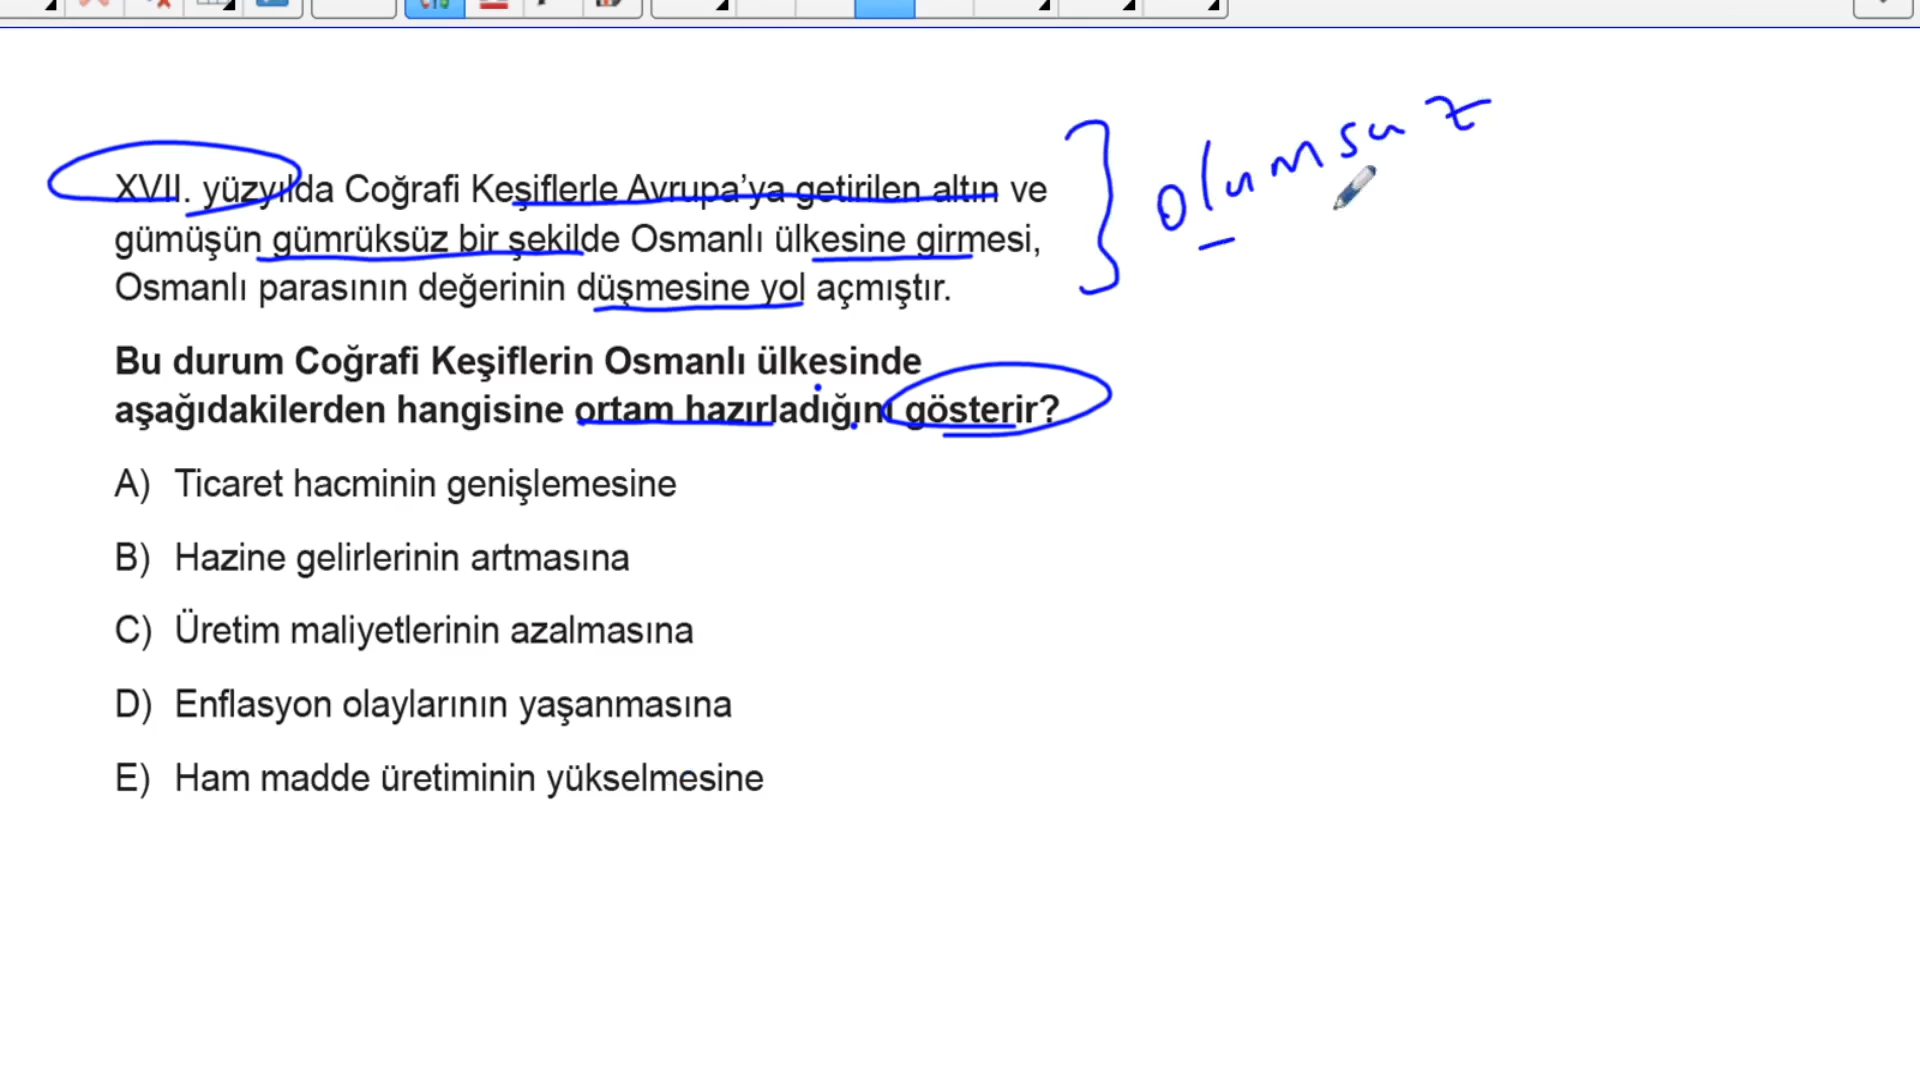 XVII. yüzyılda Coğrafi Keşiflerle Avrupa'ya getirilen altın ve
gümüşün gümrüksüz bir şekilde Osmanlı ülkesine girmesi,
Osmanlı parasının değerinin düşmesine yol açmıştır.
olumsuz
Bu durum Coğrafi Keşiflerin Osmanlı ülkesinde
aşağıdakilerden hangisine ortam hazırladığını gösterir?
A) Ticaret hacminin genişlemesine
B) Hazine gelirlerinin artmasına
C) Üretim maliyetlerinin azalmasına
D) Enflasyon olaylarının yaşanmasına
E) Ham madde üretiminin yükselmesine